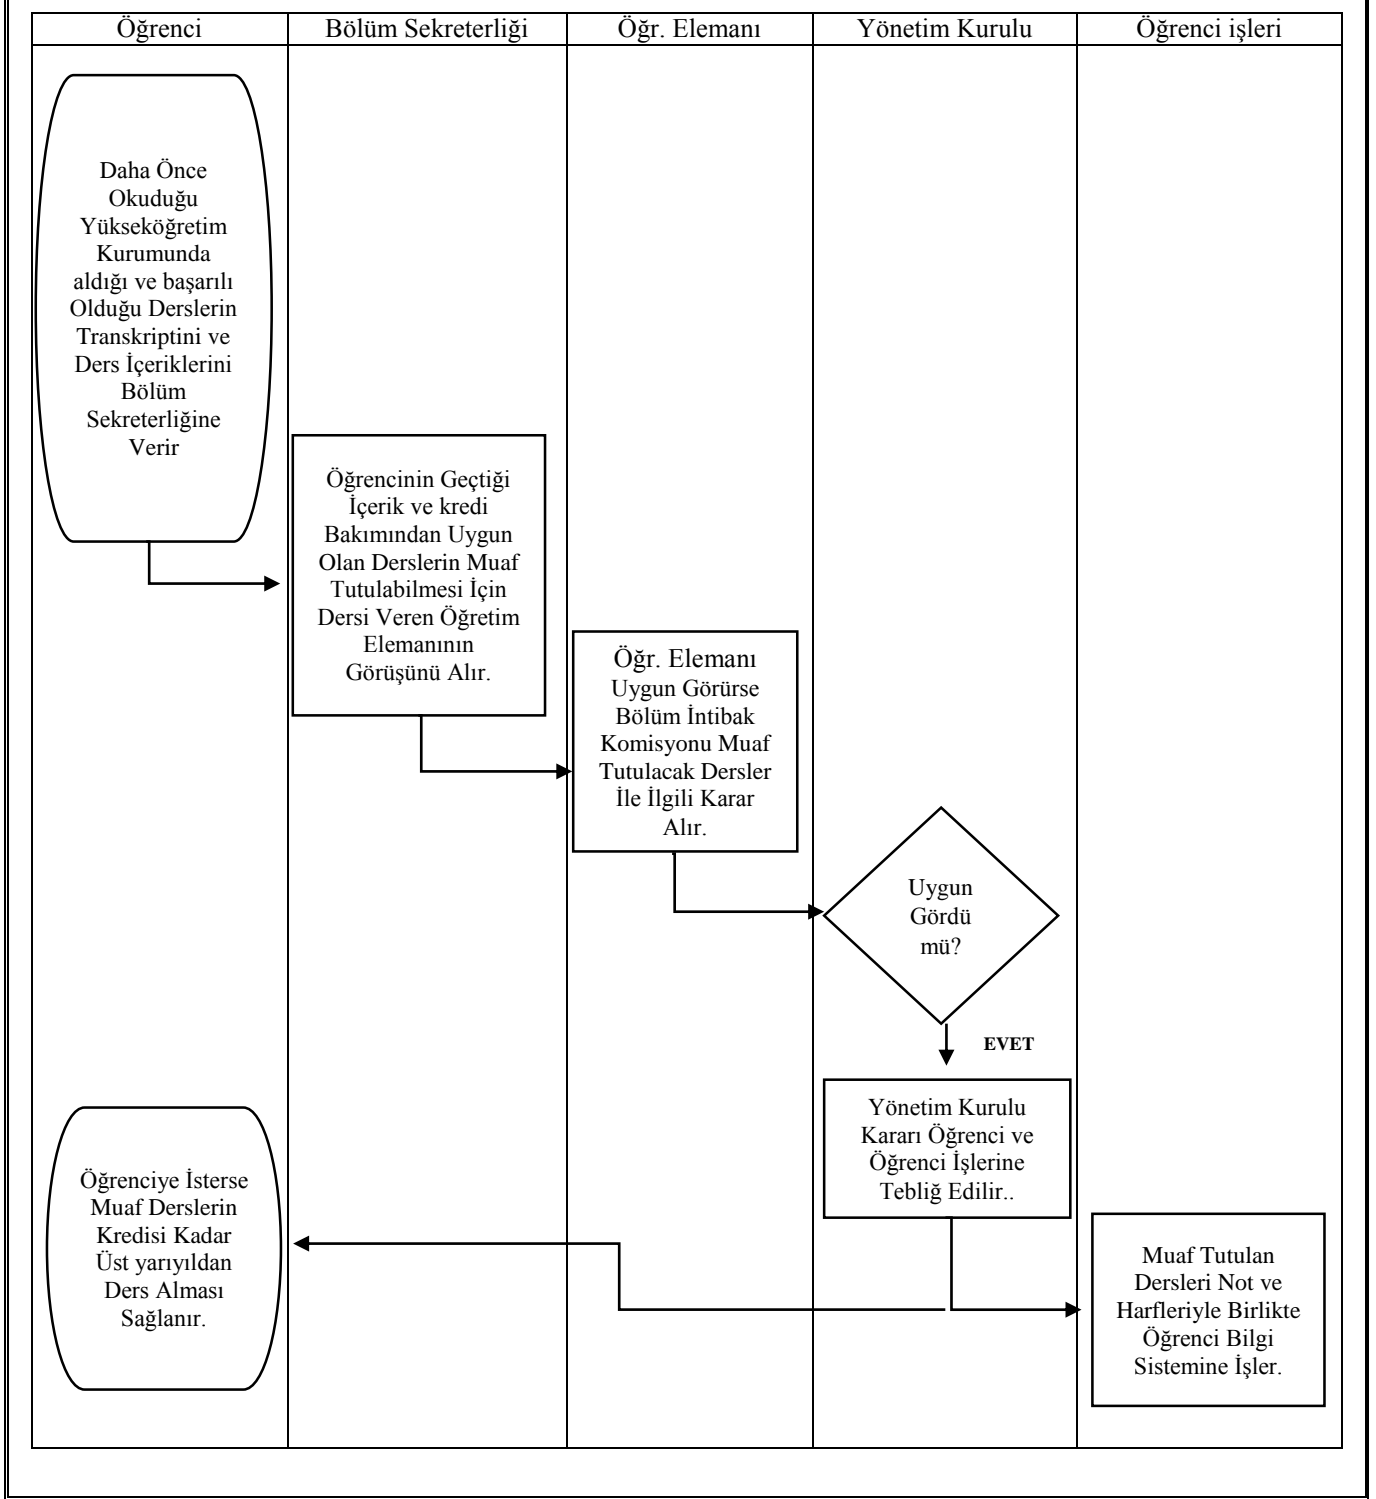 Öğrenci
Bölüm Sekreterliği
Öğr. Elemanı
Yönetim Kurulu
Öğrenci işleri
Daha Önce
Okuduğu
Yükseköğretim
Kurumunda
aldığı ve başarılı
Olduğu Derslerin
Transkriptini ve
Ders İçeriklerini
Bölüm
Sekreterliğine
Verir
Öğrencinin Geçtiği
İçerik ve kredi
Bakımından Uygun
Olan Derslerin Muaf
Tutulabilmesi İçin
Dersi Veren Öğretim
Elemanının
Görüşünü Alır.
Öğr. Elemanı
Uygun Görürse
Bölüm İntibak
Komisyonu Muaf
Tutulacak Dersler
İle İlgili Karar
Alır.
Uygun
Gördü
mü?
EVET
Yönetim Kurulu
Kararı Öğrenci ve
Öğrenci İşlerine
Tebliğ Edilir..
Öğrenciye İsterse
Muaf Derslerin
Kredisi Kadar
Üst yarıyıldan
Ders Alması
Sağlanır.
Muaf Tutulan
Dersleri Not ve
Harfleriyle Birlikte
Öğrenci Bilgi
Sistemine İşler.